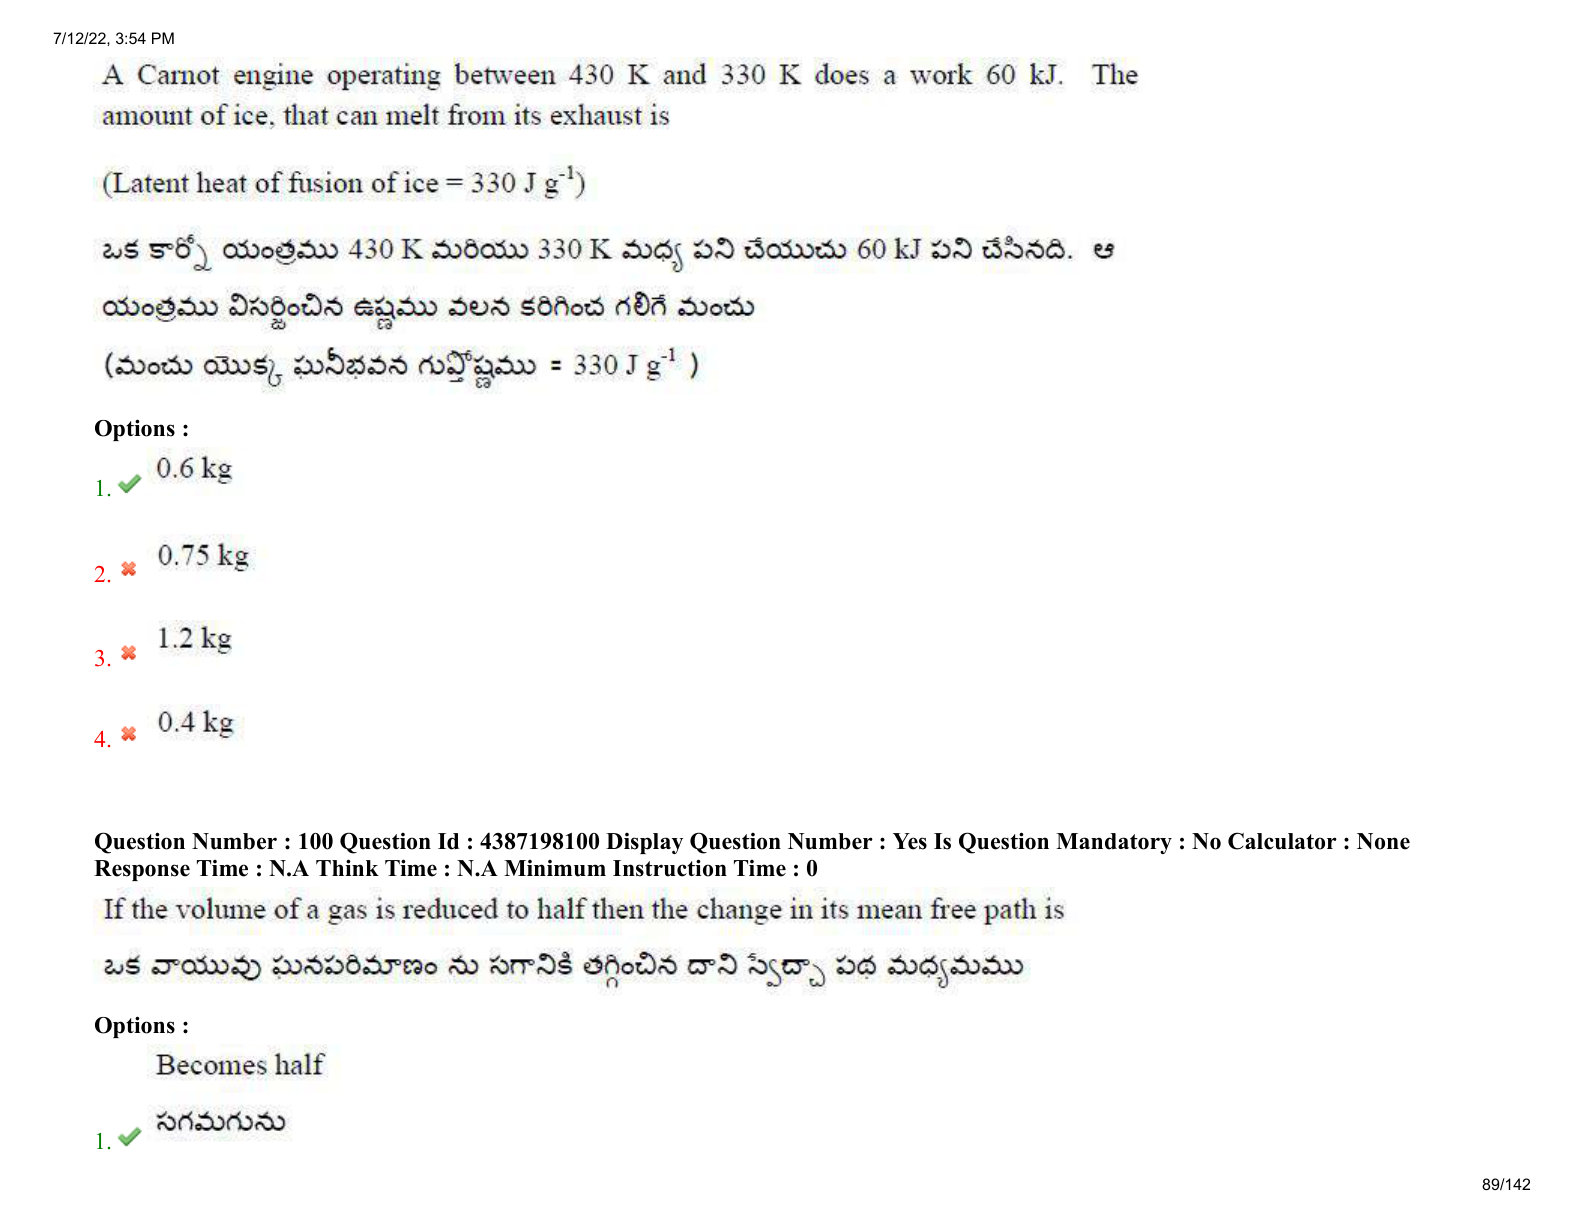 7/12/22, 3:54 PM
A Carnot engine operating between 430 K and 330 K does a work 60 kJ. The
amount of ice, that can melt from its exhaust is
(Latent heat of fusion of ice = 330 J g⁻¹)
ఒక కార్నో యంత్రము 430 K మరియు 330 K మధ్య పని చేయుచు 60 kJ పని చేసినది. ఆ
యంత్రము విసర్జించిన ఉష్ణము వలన కరిగించ గలిగే మంచు
(మంచు యొక్క ఘనీభవన గుప్తోష్ణము = 330 J g⁻¹ )
Options :
1. 0.6 kg
2. 0.75 kg
3. 1.2 kg
4. 0.4 kg
Question Number : 100 Question Id : 4387198100 Display Question Number : Yes Is Question Mandatory : No Calculator : None
Response Time : N.A Think Time : N.A Minimum Instruction Time : 0
If the volume of a gas is reduced to half then the change in its mean free path is
ఒక వాయువు ఘనపరిమాణం ను సగానికి తగ్గించిన దాని స్వేచ్ఛా పథ మధ్యమము
Options :
Becomes half
సగమగును
1.
89/142